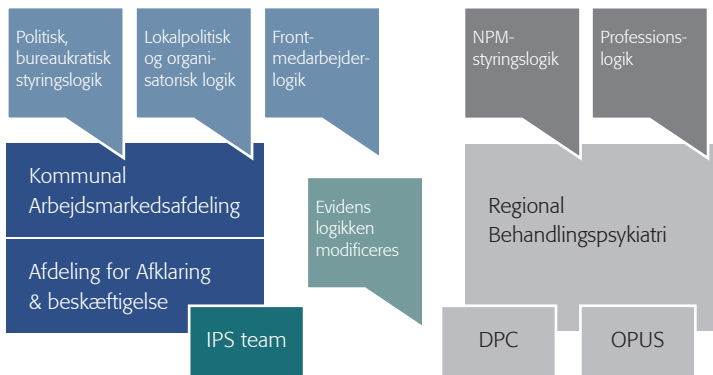 Politisk,
bureaukratisk
styringslogik
Lokalpolitisk
og organi-
satorisk logik
Front-
medarbejder-
logik
NPM-
styringslogik
Professions-
logik
Kommunal
Arbejdsmarkedsafdeling
Evidens
logikken
modificeres
Regional
Behandlingspsykiatri
Afdeling for Afklaring
& beskæftigelse
IPS team
DPC
OPUS